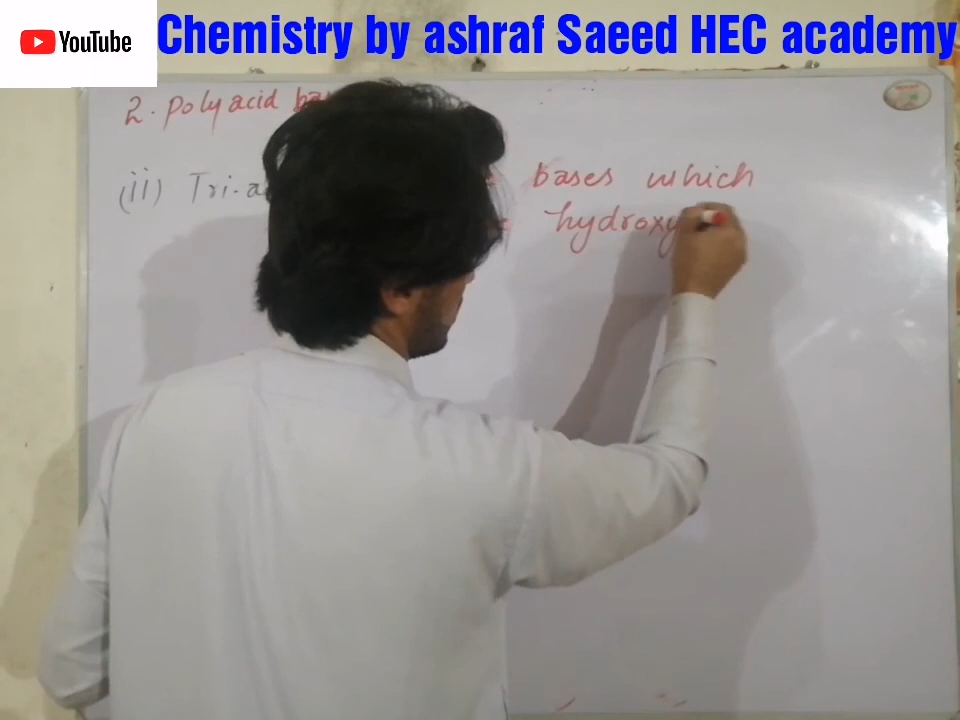 YouTube
Chemistry by ashraf Saeed HEC academy
2. Polyacid
(ii) Tri-a bases which
hydroxy